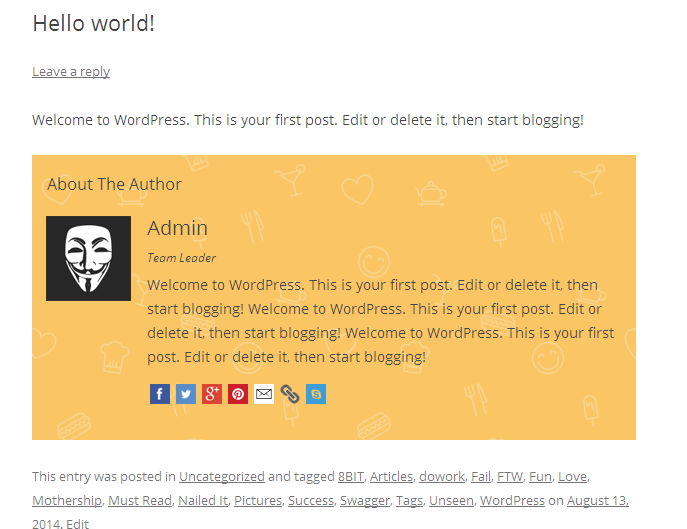 Hello world!
Leave a reply
Welcome to WordPress. This is your first post. Edit or delete it, then start blogging!
About The Author
Admin
Team Leader
Welcome to WordPress. This is your first post. Edit or delete it, then
start blogging! Welcome to WordPress. This is your first post. Edit or
delete it, then start blogging! Welcome to WordPress. This is your first
post. Edit or delete it, then start blogging!
This entry was posted in Uncategorized and tagged 8BIT, Articles, dowork, Fail, FTW, Fun, Love,
Mothership, Must Read, Nailed It, Pictures, Success, Swagger, Tags, Unseen, WordPress on August 13,
2014. Edit